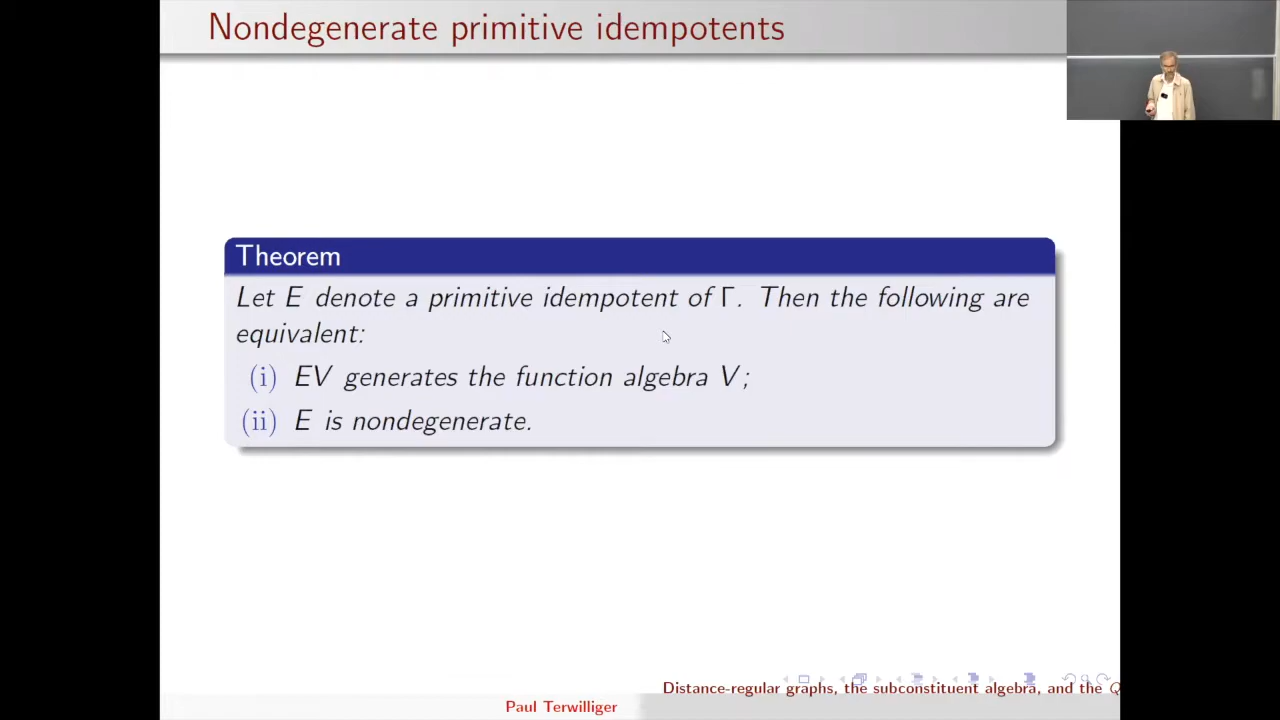 Nondegenerate primitive idempotents
Theorem
Let E denote a primitive idempotent of Γ. Then the following are
equivalent:
(i) EV generates the function algebra V;
(ii) E is nondegenerate.
Distance-regular graphs, the subconstituent algebra, and the Q
Paul Terwilliger